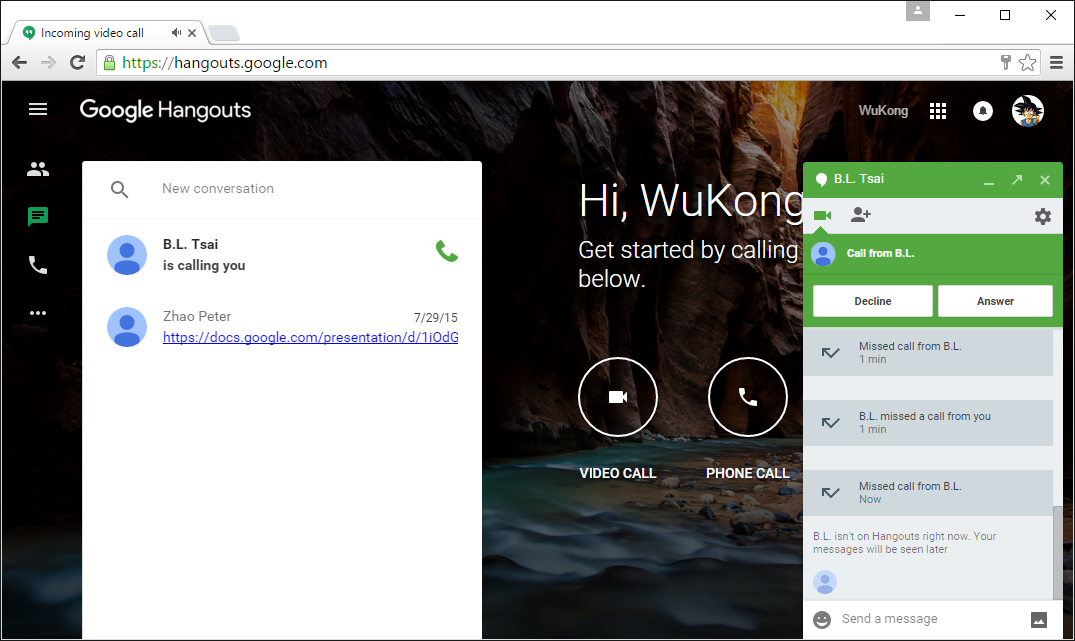 Incoming video call
https://hangouts.google.com
Google Hangouts
WuKong
New conversation
B.L. Tsai
is calling you
Zhao Peter
7/29/15
https://docs.google.com/presentation/d/1iOdG
Hi, WuKong
Get started by calling
below.
VIDEO CALL
PHONE CALL
B.L. Tsai
Call from B.L.
Decline
Answer
Missed call from B.L.
1 min
B.L. missed a call from you
1 min
Missed call from B.L.
Now
B.L. isn't on Hangouts right now. Your
messages will be seen later
Send a message